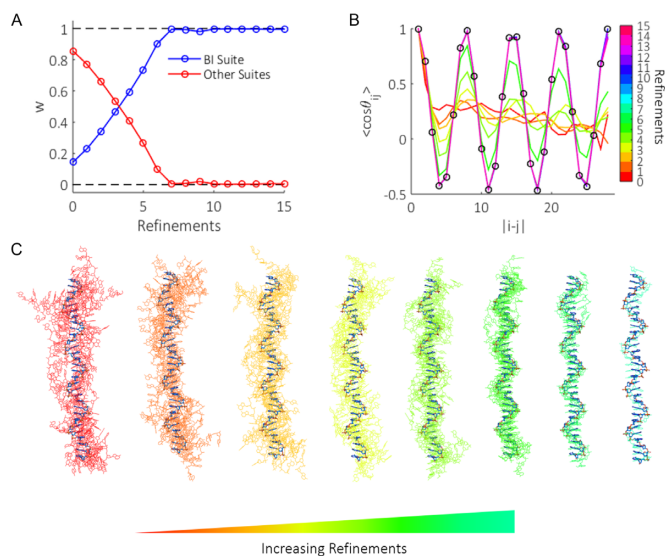 A
1
0.8
0.6
0.4
0.2
0
w
BI Suite
Other Suites
0 5 10 15
Refinements
B
1
0.5
0
-0.5
<cosθij>
0 10 20
|i-j|
15
14
13
12
11
10
9
8
7
6
5
4
3
2
1
0
Refinements
C
Increasing Refinements